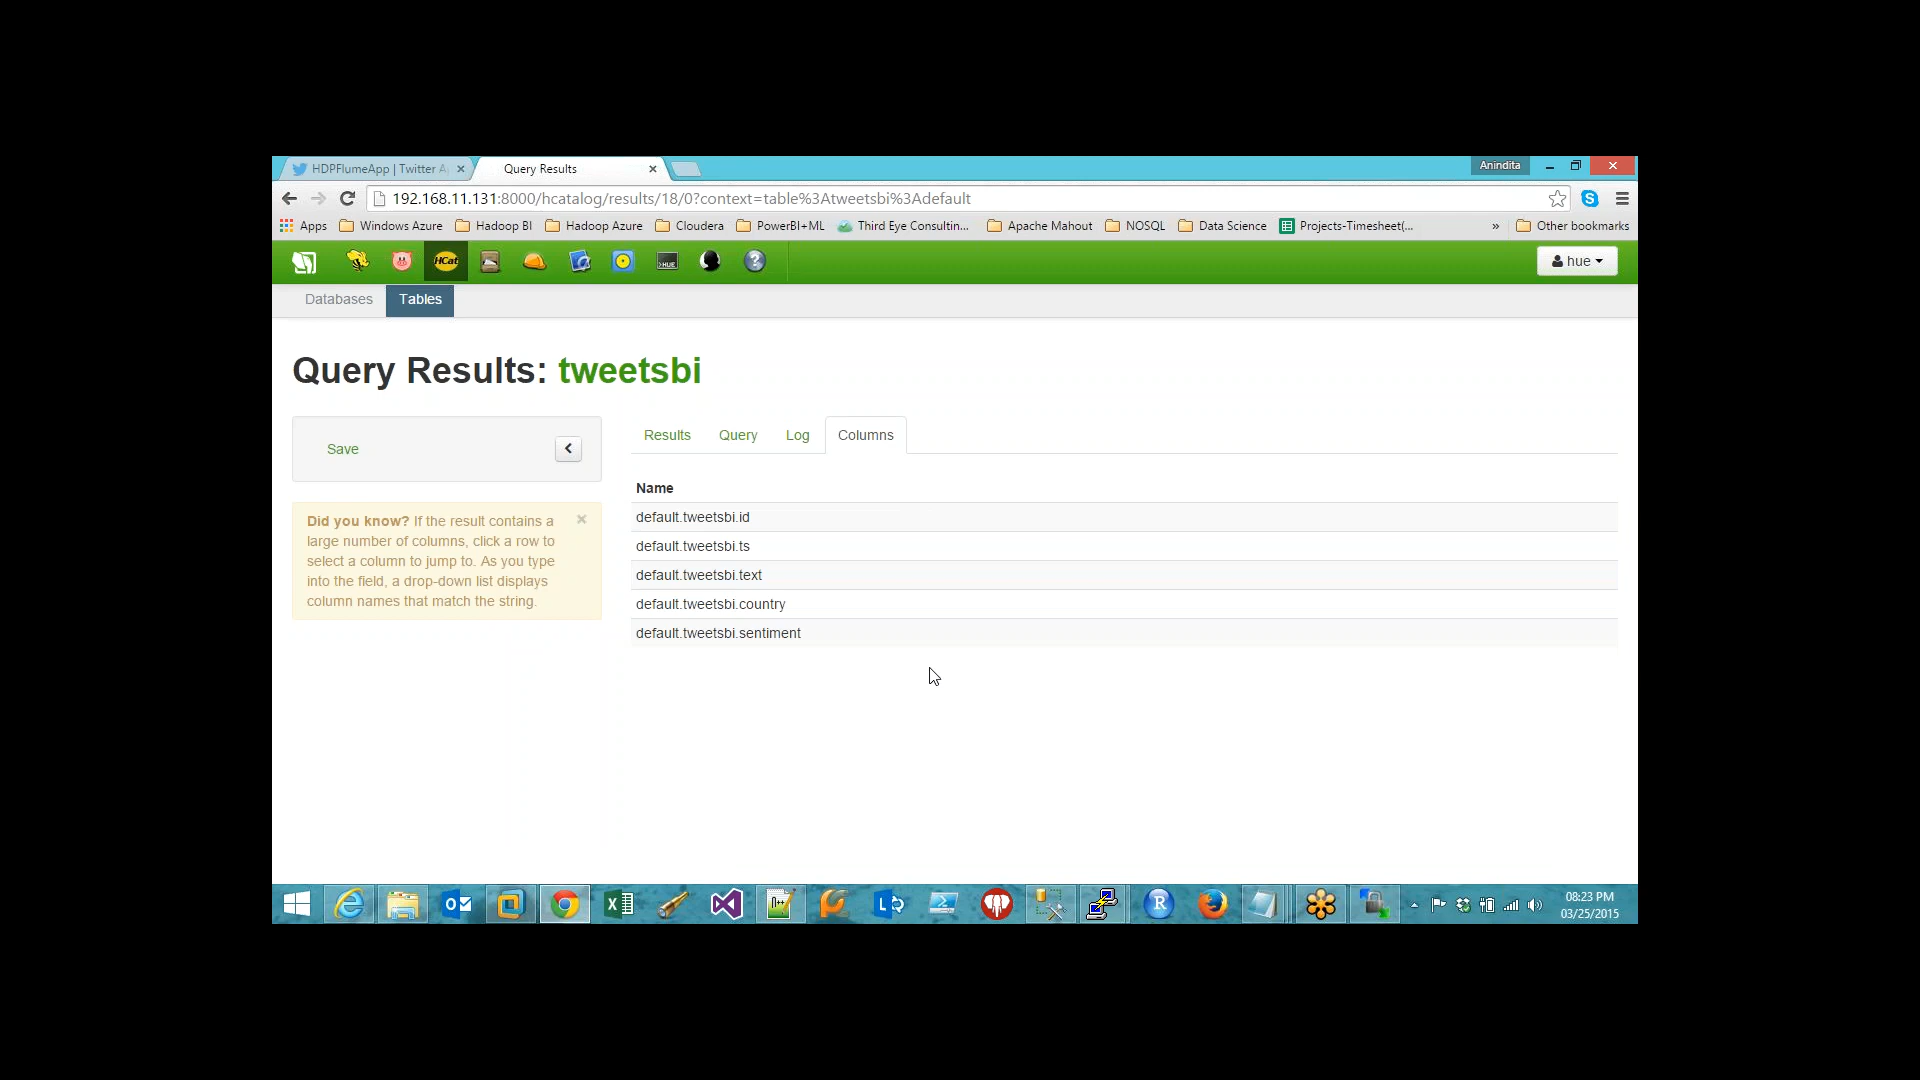 HDPFlumeApp | Twitter A
Query Results
Anindita
192.168.11.131:8000/hcatalog/results/18/0?context=table%3Atweetsbi%3Adefault
Apps Windows Azure Hadoop BI Hadoop Azure Cloudera PowerBI+ML Third Eye Consultin... Apache Mahout NOSQL Data Science Projects-Timesheet(... » Other bookmarks
HCat
hue
Databases Tables
Query Results: tweetsbi
Save
Results Query Log Columns
Did you know? If the result contains a
large number of columns, click a row to
select a column to jump to. As you type
into the field, a drop-down list displays
column names that match the string.
Name
default.tweetsbi.id
default.tweetsbi.ts
default.tweetsbi.text
default.tweetsbi.country
default.tweetsbi.sentiment
08:23 PM
03/25/2015